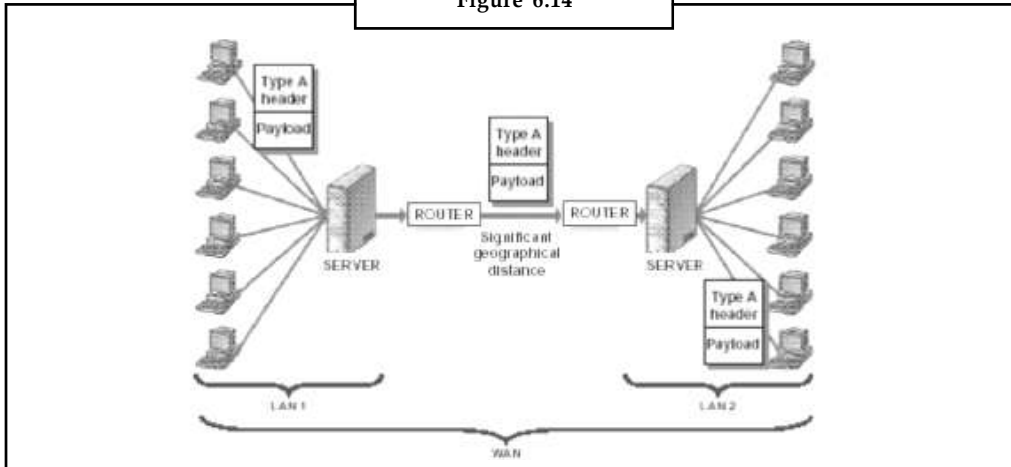 Figure 6.14
Type A
header
Payload
Type A
header
Payload
ROUTER
ROUTER
Significant
geographical
distance
SERVER
SERVER
Type A
header
Payload
LAN 1
LAN 2
WAN